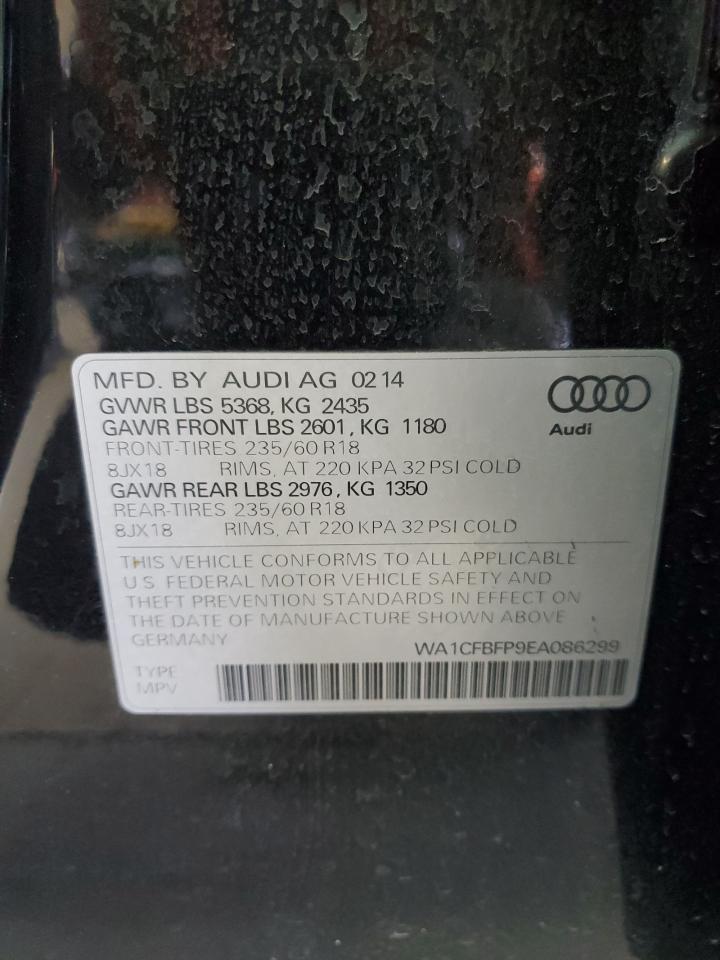 MFD. BY AUDI AG 0214
GVWR LBS 5368, KG 2435
GAWR FRONT LBS 2601, KG 1180
FRONT-TIRES 235/60 R18
8JX18 RIMS, AT 220 KPA 32 PSI COLD
GAWR REAR LBS 2976, KG 1350
REAR-TIRES 235/60 R18
8JX18 RIMS, AT 220 KPA 32 PSI COLD
Audi
THIS VEHICLE CONFORMS TO ALL APPLICABLE
U.S. FEDERAL MOTOR VEHICLE SAFETY AND
THEFT PREVENTION STANDARDS IN EFFECT ON
THE DATE OF MANUFACTURE SHOWN ABOVE
GERMANY WA1CFBFP9EA086299
TYPE
MPV